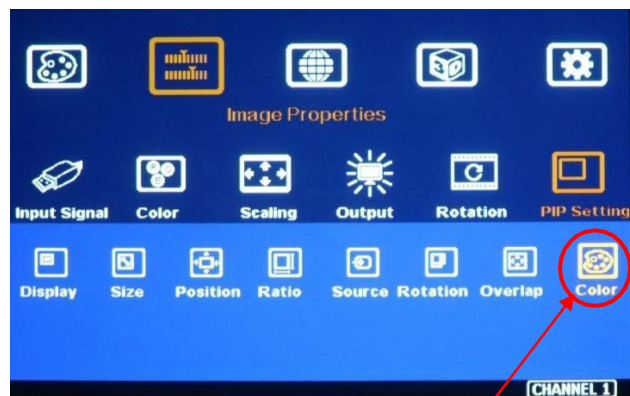 3D
Image Properties
Input Signal Color Scaling Output Rotation PIP Setting
Display Size Position Ratio Source Rotation Overlap Color
CHANNEL 1